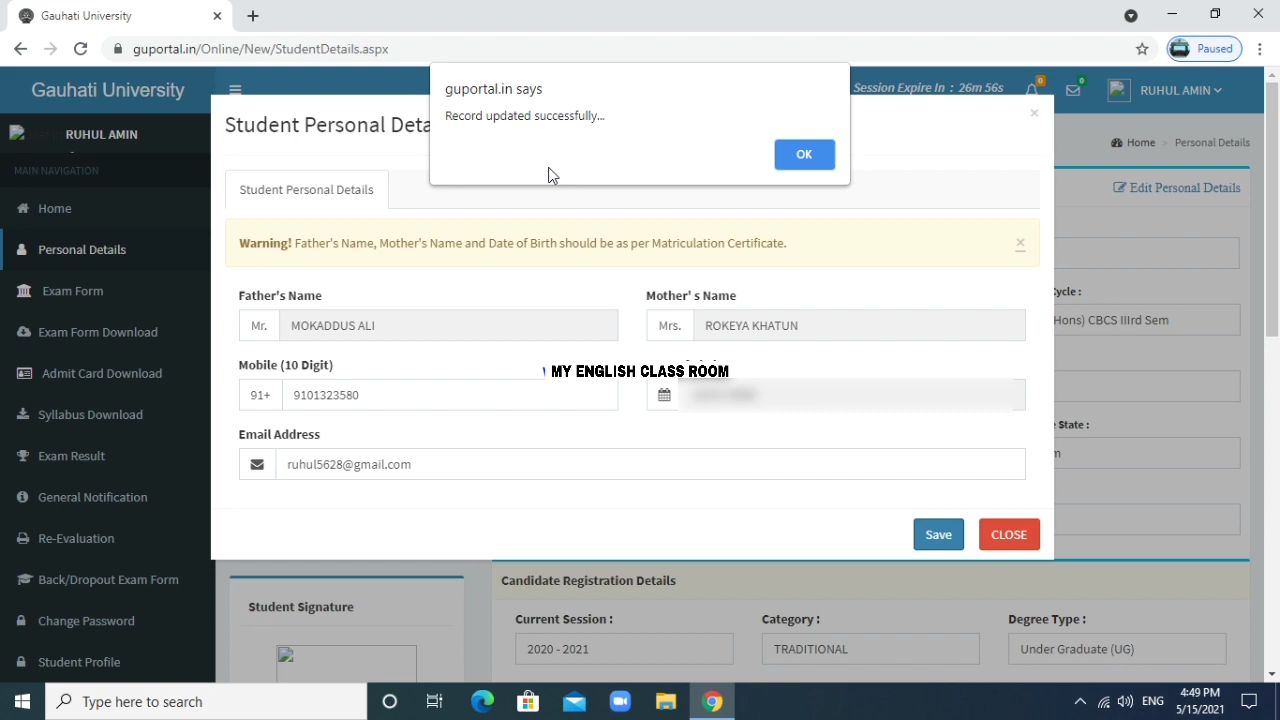 Gauhati University
guportal.in/Online/New/StudentDetails.aspx
Paused
guportal.in says
Record updated successfully...
OK
Gauhati University
Session Expire In : 26m 56s
0
0
RUHUL AMIN
RUHUL AMIN
MAIN NAVIGATION
Home
Personal Details
Exam Form
Exam Form Download
Admit Card Download
Syllabus Download
Exam Result
General Notification
Re-Evaluation
Back/Dropout Exam Form
Change Password
Student Profile
Student Personal Deta
Home > Personal Details
Edit Personal Details
Student Personal Details
Warning! Father's Name, Mother's Name and Date of Birth should be as per Matriculation Certificate.
Father's Name
Mother' s Name
Mr. MOKADDUS ALI
Mrs. ROKEYA KHATUN
Mobile (10 Digit)
MY ENGLISH CLASS ROOM
91+ 9101323580
Email Address
ruhul5628@gmail.com
Save
CLOSE
Cycle :
(Hons) CBCS IIIrd Sem
State :
Student Signature
Candidate Registration Details
Current Session :
Category :
Degree Type :
2020 - 2021
TRADITIONAL
Under Graduate (UG)
Type here to search
ENG
4:49 PM
5/15/2021